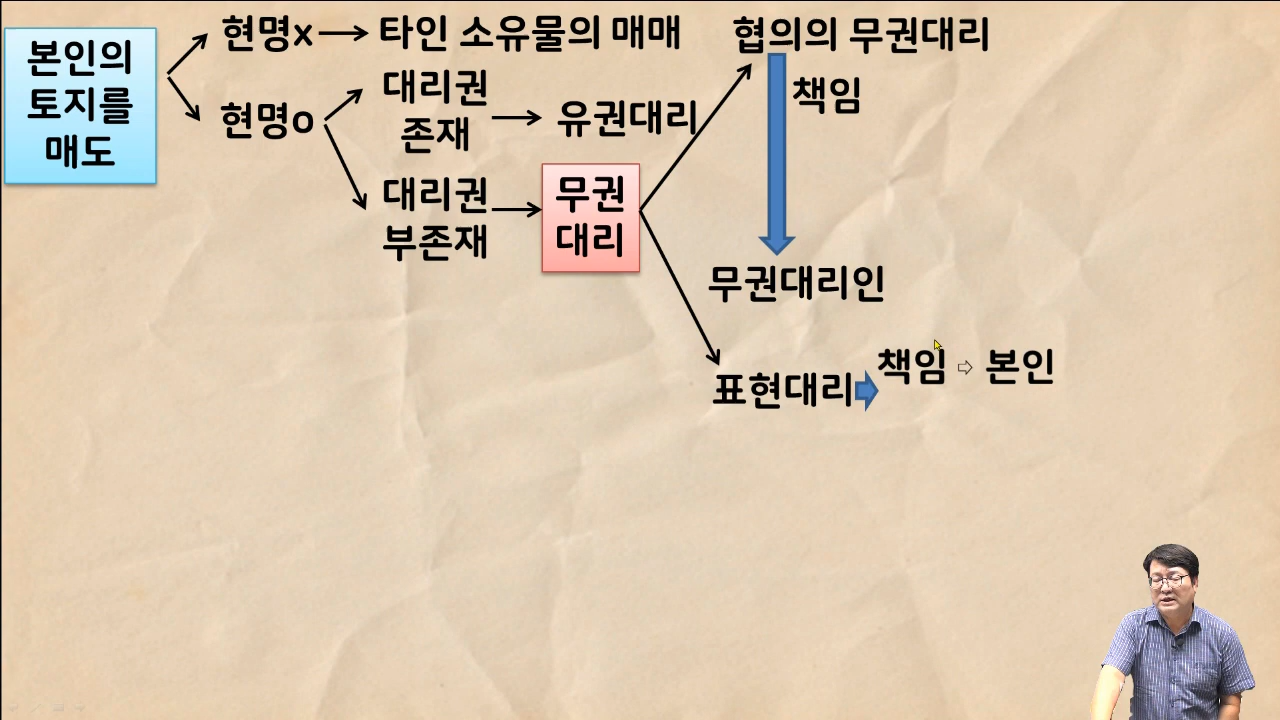 본인의
토지를
매도
현명x
타인 소유물의 매매
현명o
대리권
존재
유권대리
대리권
부존재
무권
대리
협의의 무권대리
책임
무권대리인
표현대리
책임 ⇨ 본인